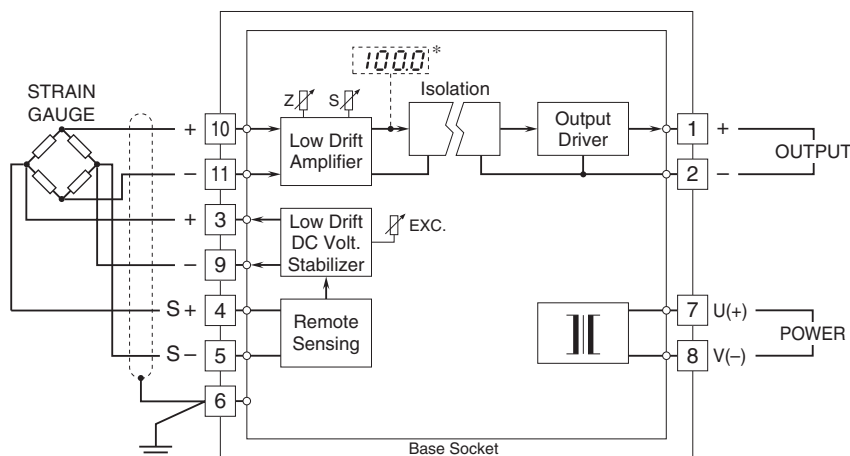 100.0 *
Isolation
STRAIN
GAUGE
Z
S
+ 10
Low Drift
Amplifier
Output
Driver
1 +
OUTPUT
− 11
2 −
+ 3
Low Drift
DC Volt.
Stabilizer
EXC.
− 9
S + 4
Remote
Sensing
7 U(+)
POWER
S − 5
8 V(−)
6
Base Socket